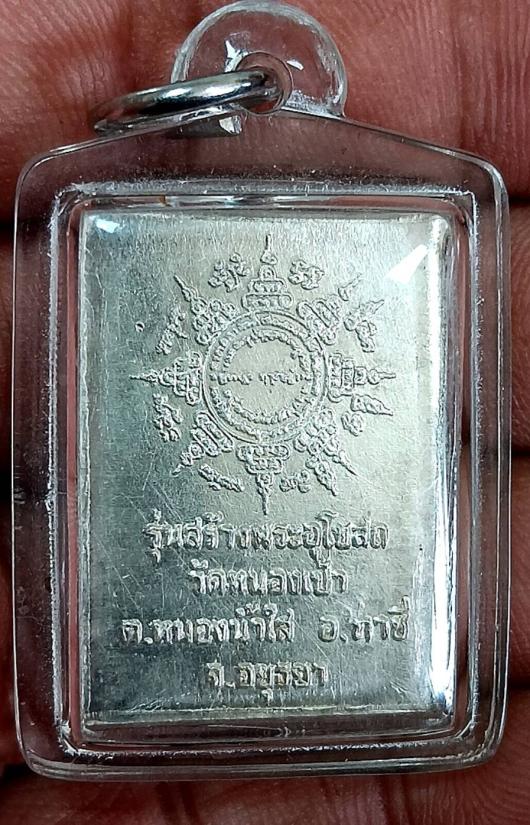 รุ่นสร้างพระอุโบสถ
วัดหนองเป้า
ต.หนองน้ำใส อ.ภาชี
จ.อยุธยา